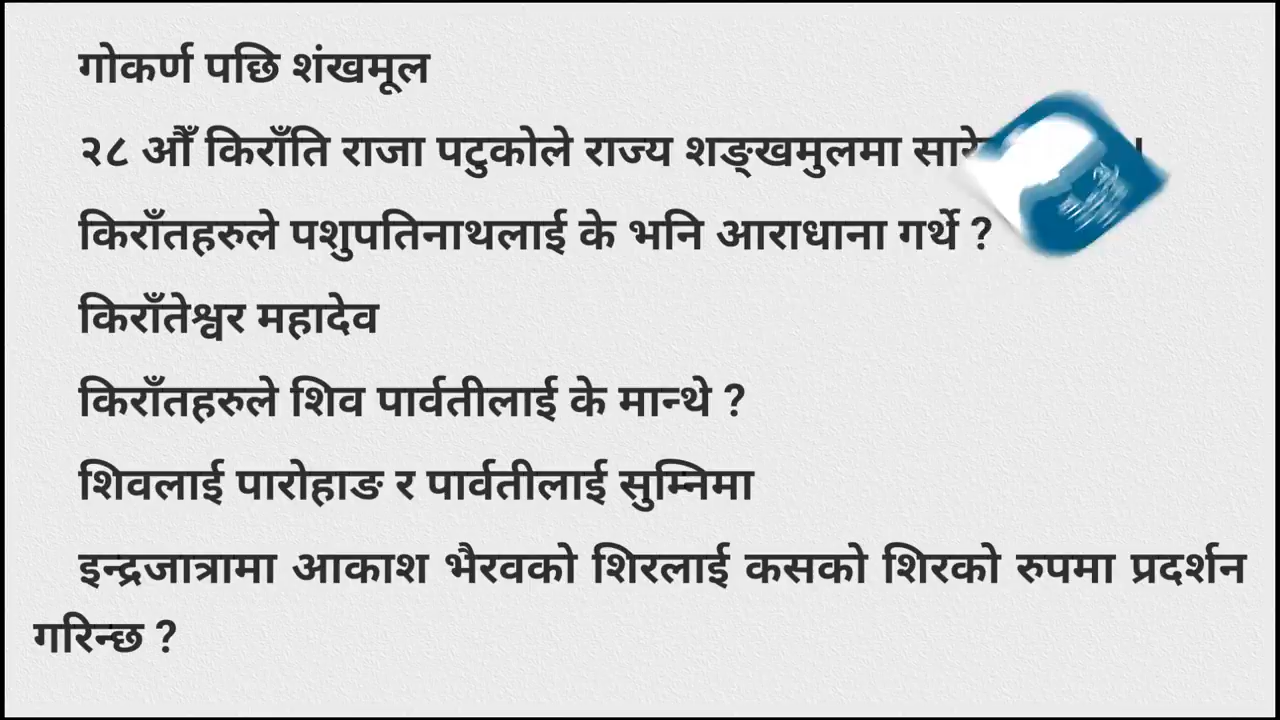 गोकर्ण पछि शंखमूल
२८ औँ किराँति राजा पटुकोले राज्य शङ्खमुलमा ।
किराँतहरुले पशुपतिनाथलाई के भनि आराधाना गर्थे ?
किराँतेश्वर महादेव
किराँतहरुले शिव पार्वतीलाई के मान्थे ?
शिवलाई पारोहाङ र पार्वतीलाई सुम्निमा
इन्द्रजात्रामा आकाश भैरवको शिरलाई कसको शिरको रुपमा प्रदर्शन
गरिन्छ ?